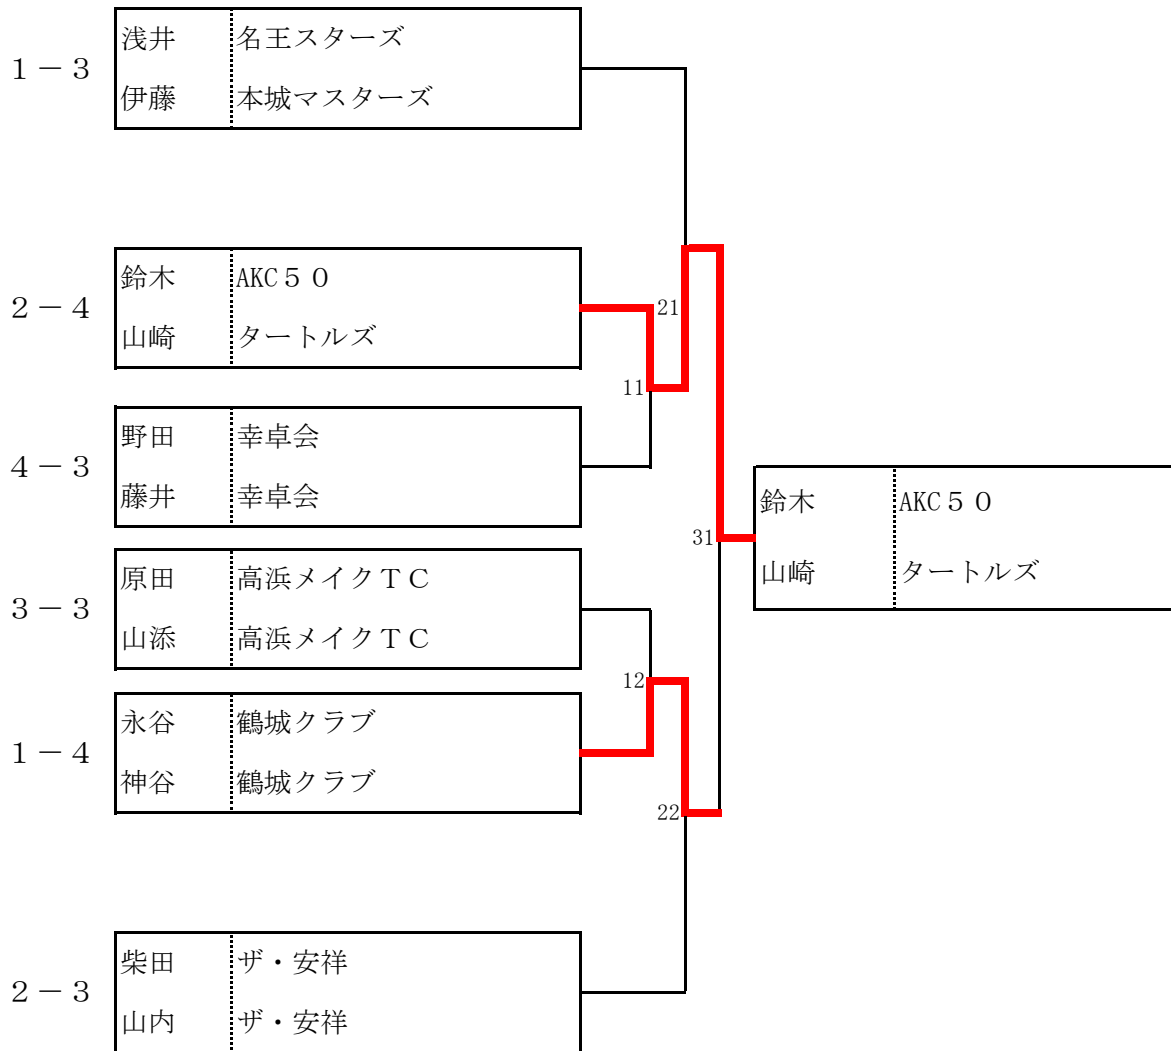 1－3
浅井 名王スターズ
伊藤 本城マスターズ
2－4
鈴木 AKC５０
山崎 タートルズ
21
11
4－3
野田 幸卓会
藤井 幸卓会
鈴木 AKC５０
山崎 タートルズ
31
3－3
原田 高浜メイクＴＣ
山添 高浜メイクＴＣ
12
1－4
永谷 鶴城クラブ
神谷 鶴城クラブ
22
2－3
柴田 ザ・安祥
山内 ザ・安祥